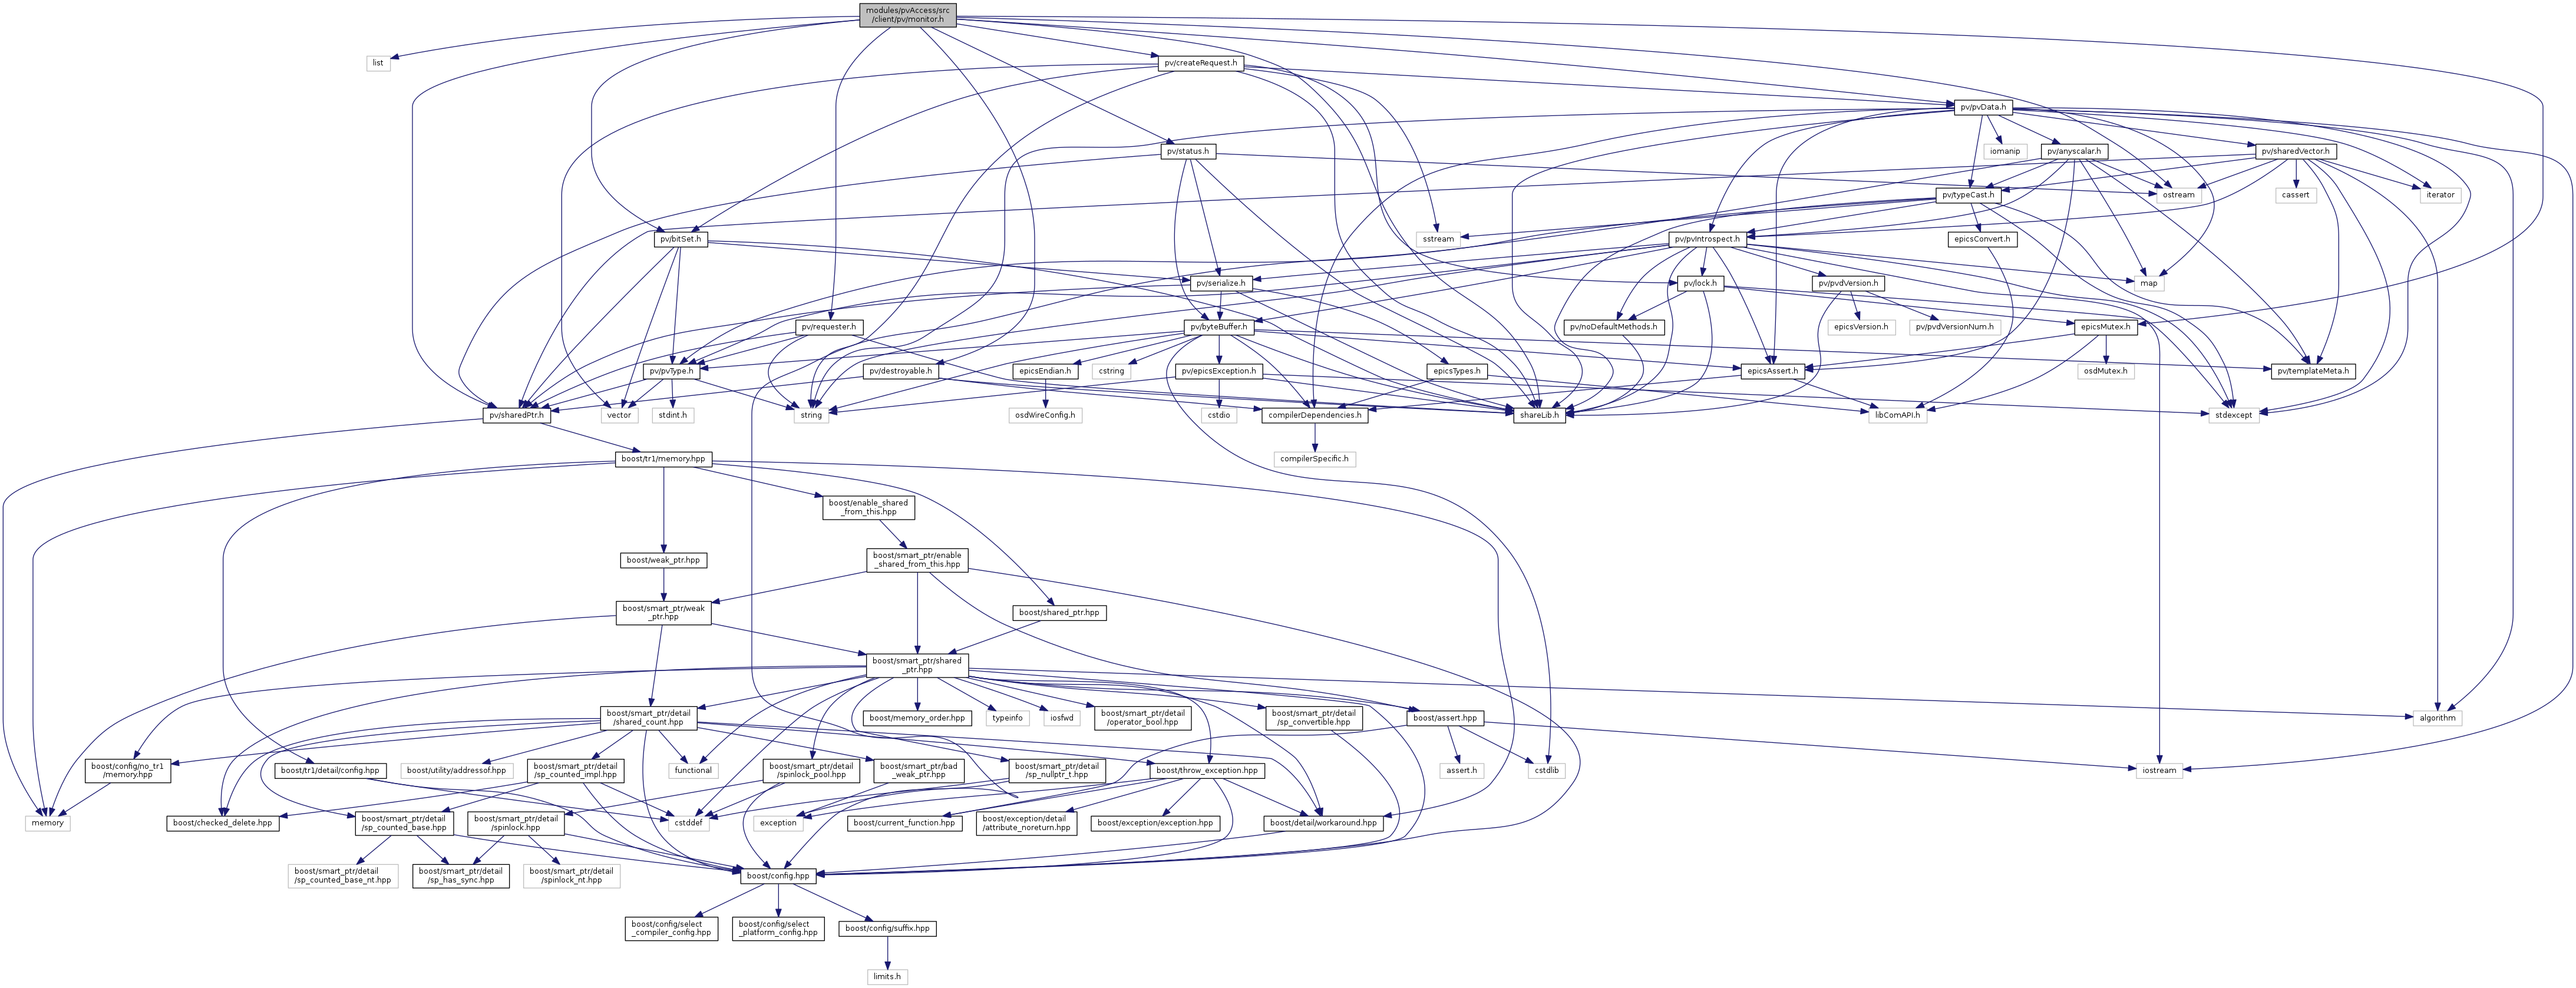 modules/pvAccess/src
/client/pv/monitor.h
list
pv/createRequest.h
pv/pvData.h
pv/status.h
iomanip
pv/anyscalar.h
pv/sharedVector.h
pv/typeCast.h
ostream
cassert
iterator
pv/bitSet.h
sstream
pv/pvIntrospect.h
epicsConvert.h
pv/serialize.h
pv/lock.h
pv/pvdVersion.h
map
pv/requester.h
pv/byteBuffer.h
pv/noDefaultMethods.h
epicsVersion.h
pv/pvdVersionNum.h
epicsMutex.h
pv/pvType.h
pv/destroyable.h
epicsEndian.h
cstring
pv/epicsException.h
epicsTypes.h
epicsAssert.h
osdMutex.h
pv/templateMeta.h
pv/sharedPtr.h
vector
stdint.h
string
osdWireConfig.h
cstdio
compilerDependencies.h
shareLib.h
libComAPI.h
stdexcept
boost/tr1/memory.hpp
compilerSpecific.h
boost/enable_shared
_from_this.hpp
boost/weak_ptr.hpp
boost/smart_ptr/enable
_shared_from_this.hpp
boost/smart_ptr/weak
_ptr.hpp
boost/shared_ptr.hpp
boost/smart_ptr/shared
_ptr.hpp
boost/smart_ptr/detail
/shared_count.hpp
boost/memory_order.hpp
typeinfo
iosfwd
boost/smart_ptr/detail
/operator_bool.hpp
boost/smart_ptr/detail
/sp_convertible.hpp
boost/assert.hpp
algorithm
boost/config/no_tr1
/memory.hpp
boost/tr1/detail/config.hpp
boost/utility/addressof.hpp
boost/smart_ptr/detail
/sp_counted_impl.hpp
functional
boost/smart_ptr/detail
/spinlock_pool.hpp
boost/smart_ptr/bad
_weak_ptr.hpp
boost/smart_ptr/detail
/sp_nullptr_t.hpp
boost/throw_exception.hpp
assert.h
cstdlib
iostream
memory
boost/checked_delete.hpp
boost/smart_ptr/detail
/sp_counted_base.hpp
boost/smart_ptr/detail
/spinlock.hpp
cstddef
exception
boost/current_function.hpp
boost/exception/detail
/attribute_noreturn.hpp
boost/exception/exception.hpp
boost/detail/workaround.hpp
boost/smart_ptr/detail
/sp_counted_base_nt.hpp
boost/smart_ptr/detail
/sp_has_sync.hpp
boost/smart_ptr/detail
/spinlock_nt.hpp
boost/config.hpp
boost/config/select
_compiler_config.hpp
boost/config/select
_platform_config.hpp
boost/config/suffix.hpp
limits.h